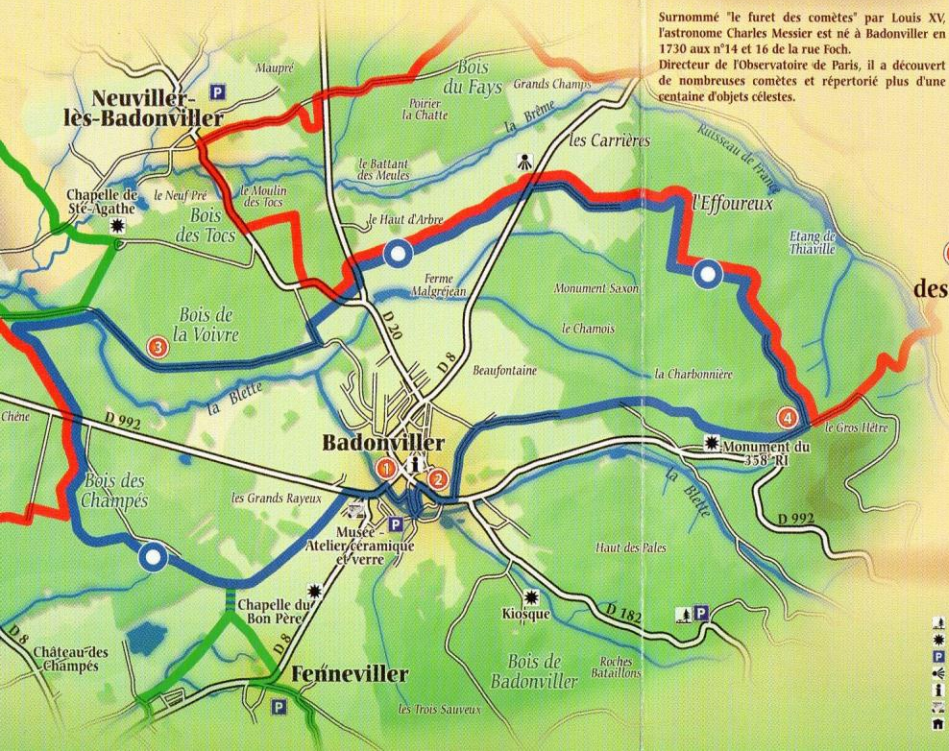 Surnommé "le furet des comètes" par Louis XV,
l'astronome Charles Messier est né à Badonviller en
1730 aux n°14 et 16 de la rue Foch.
Directeur de l'Observatoire de Paris, il a découvert
de nombreuses comètes et répertorié plus d'une
centaine d'objets célestes.
Maupré
Bois
du Fays
Grands Champs
P
Neuviller-
lès-Badonviller
Poirier
la Chatte
la Brême
les Carrières
Ruisseau de France
le Battant
des Meules
Chapelle de
Ste-Agathe
le Neuf Pré
le Moulin
des Tocs
Bois
des Tocs
l'Effoureux
le Haut d'Arbre
Etang de
Thiaville
Ferme
Malgréjean
Monument Saxon
des
Bois de
la Voivre
D 20
le Chamois
3
D 8
Beaufontaine
la Charbonnière
la Blette
Chêne
D 992
4
le Gros Hêtre
Badonviller
Monument du
358 RI
1
i
2
Bois des
Champés
les Grands Rayeux
la Blette
P
D 992
Musée -
Atelier céramique
et verre
Haut des Pales
Chapelle du
Bon Père
Kiosque
D 182
P
D 8
D 8
Château des
Champés
Fenneviller
Bois de
Badonviller
Roches
Bataillons
P
les Trois Sauveux
P
i